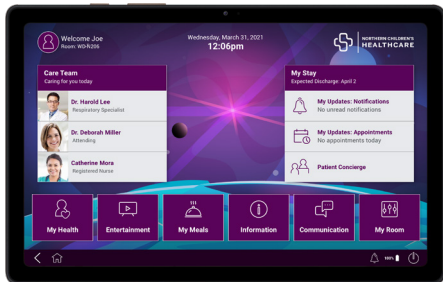 Welcome Joe
Room: WD-N206
Wednesday, March 31, 2021
12:06pm
NORTHERN CHILDREN'S
HEALTHCARE
Care Team
Caring for you today
Dr. Harold Lee
Respiratory Specialist
Dr. Deborah Miller
Attending
Catherine Mora
Registered Nurse
My Stay
Expected Discharge: April 2
My Updates: Notifications
No unread notifications
My Updates: Appointments
No appointments today
Patient Concierge
My Health
Entertainment
My Meals
Information
Communication
My Room
100%